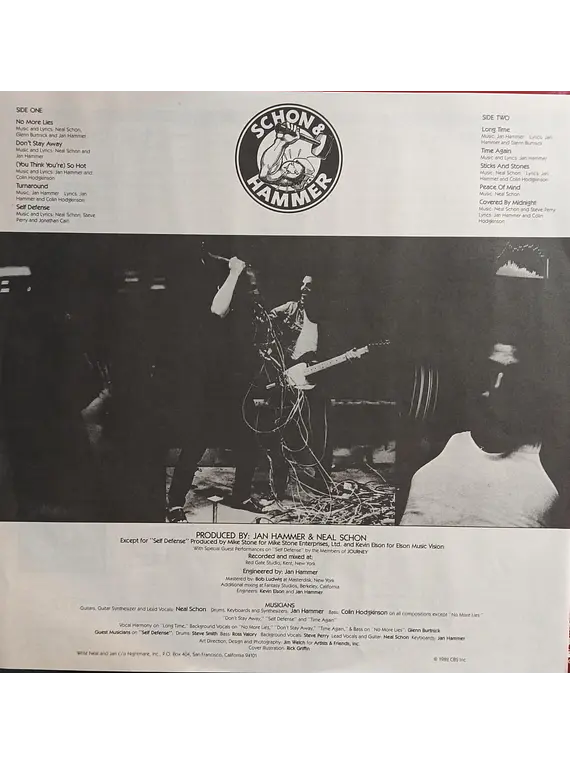 SIDE ONE
No More Lies
Music and Lyrics: Neal Schon,
Glenn Burtnick and Jan Hammer
Don't Stay Away
Music and Lyrics: Neal Schon and
Jan Hammer
(You Think You're) So Hot
Music and Lyrics: Jan Hammer and
Colin Hodgkinson
Turnaround
Music: Jan Hammer Lyrics: Jan
Hammer and Colin Hodgkinson
Self Defense
Music and Lyrics: Neal Schon, Steve
Perry and Jonathan Cain
SCHON &
HAMMER
SIDE TWO
Long Time
Music: Jan Hammer Lyrics: Jan
Hammer and Glenn Burtnick
Time Again
Music and Lyrics: Jan Hammer
Sticks And Stones
Music: Neal Schon Lyrics: Jan
Hammer and Colin Hodgkinson
Peace Of Mind
Music: Neal Schon
Covered By Midnight
Music: Neal Schon and Steve Perry
Lyrics: Jan Hammer and Colin
Hodgkinson
PRODUCED BY: JAN HAMMER & NEAL SCHON
Except for "Self Defense" Produced by Mike Stone for Mike Stone Enterprises, Ltd. and Kevin Elson for Elson Music Vision
With Special Guest Performances on "Self Defense" by the Members of JOURNEY
Recorded and mixed at:
Red Gate Studio, Kent, New York
Engineered by: Jan Hammer
Mastered by: Bob Ludwig at Masterdisk, New York
Additional mixing at Fantasy Studios, Berkeley, California
Engineers: Kevin Elson and Jan Hammer
MUSICIANS
Guitars, Guitar Synthesizer and Lead Vocals: Neal Schon Drums, Keyboards and Synthesizers: Jan Hammer Bass: Colin Hodgkinson on all compositions except "No More Lies"
"Don't Stay Away," "Self Defense" and "Time Again"
Vocal Harmony on "Long Time," Background Vocals on "No More Lies," "Don't Stay Away," "Time Again," & Bass on "No More Lies": Glenn Burtnick
Guest Musicians on "Self Defense": Drums: Steve Smith Bass: Ross Valory Background Vocals: Steve Perry Lead Vocals and Guitar: Neal Schon Keyboards: Jan Hammer
Art Direction, Design and Photography: Jim Welch for Artists & Friends, Inc.
Cover Illustration: Rick Griffin
Write Neal and Jan c/o Nightmare, Inc., P.O. Box 404, San Francisco, California 94101
© 1982 CBS Inc.